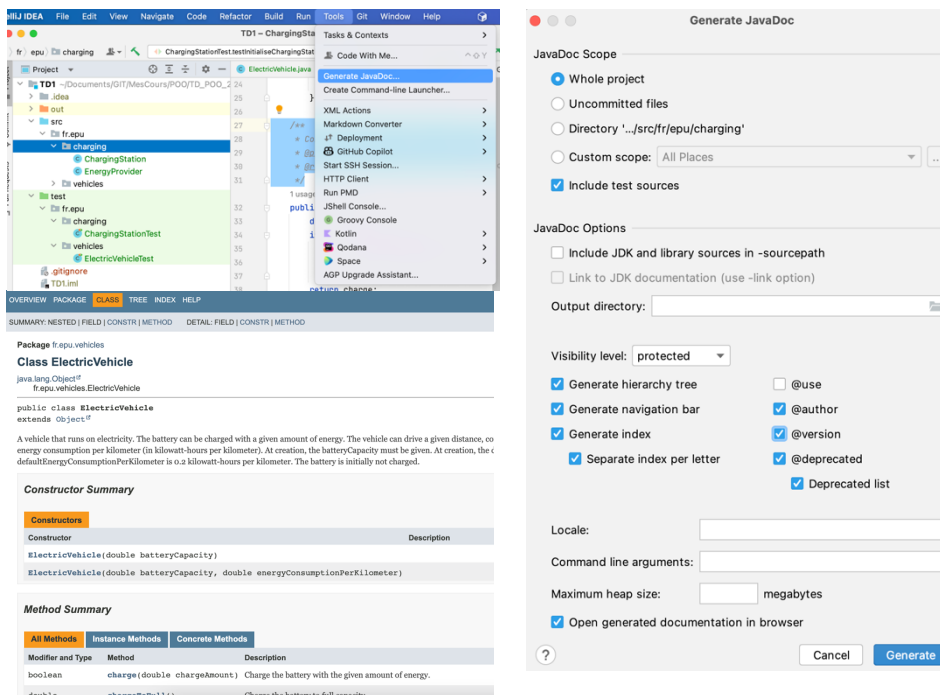 elliJ IDEA File Edit View Navigate Code Refactor Build Run Tools Git Window Help
TD1 – ChargingSta
fr epu charging ChargingStationTest.testInitialiseChargingStat
Project ElectricVehicle.java
TD1 ~/Documents/GIT/MesCours/POO/TD_POO_2
.idea
out
src
fr.epu
charging
ChargingStation
EnergyProvider
vehicles
test
fr.epu
charging
ChargingStationTest
vehicles
ElectricVehicleTest
.gitignore
TD1.iml
24
25 }
26
27 /**
28 * Co
29
30
31 */
1 usage
32 publi
33 d
34 i
35
36
37
38 return charge;
Tasks & Contexts
Code With Me...
Generate JavaDoc...
Create Command-line Launcher...
XML Actions
Markdown Converter
Deployment
GitHub Copilot
Start SSH Session...
HTTP Client
Run PMD
JShell Console...
Groovy Console
Kotlin
Qodana
Space
AGP Upgrade Assistant...
OVERVIEW PACKAGE CLASS TREE INDEX HELP
SUMMARY: NESTED | FIELD | CONSTR | METHOD DETAIL: FIELD | CONSTR | METHOD
Package fr.epu.vehicles
Class ElectricVehicle
java.lang.Object
fr.epu.vehicles.ElectricVehicle
public class ElectricVehicle
extends Object
A vehicle that runs on electricity. The battery can be charged with a given amount of energy. The vehicle can drive a given distance, co
energy consumption per kilometer (in kilowatt-hours per kilometer). At creation, the batteryCapacity must be given. At creation, the
defaultEnergyConsumptionPerKilometer is 0.2 kilowatt-hours per kilometer. The battery is initially not charged.
Constructor Summary
Constructors
Constructor Description
ElectricVehicle(double batteryCapacity)
ElectricVehicle(double batteryCapacity, double energyConsumptionPerKilometer)
Method Summary
All Methods Instance Methods Concrete Methods
Modifier and Type Method Description
boolean charge(double chargeAmount) Charge the battery with the given amount of energy.
double chargeToFull() Charge the battery to full capacity.
Generate JavaDoc
JavaDoc Scope
Whole project
Uncommitted files
Directory '.../src/fr/epu/charging'
Custom scope: All Places ...
Include test sources
JavaDoc Options
Include JDK and library sources in -sourcepath
Link to JDK documentation (use -link option)
Output directory:
Visibility level: protected
Generate hierarchy tree @use
Generate navigation bar @author
Generate index @version
Separate index per letter @deprecated
Deprecated list
Locale:
Command line arguments:
Maximum heap size: megabytes
Open generated documentation in browser
? Cancel Generate